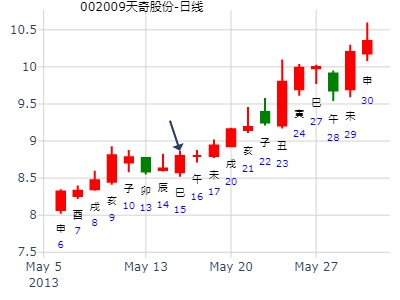 002009天奇股份-日线
10.5
10
9.5
9
8.5
8
7.5
申
6
酉
7
戌
8
亥
9
子
10
卯
13
辰
14
巳
15
午
16
未
17
戌
20
亥
21
子
22
丑
23
寅
24
巳
27
午
28
未
29
申
30
May 5
2013
May 13
May 20
May 27